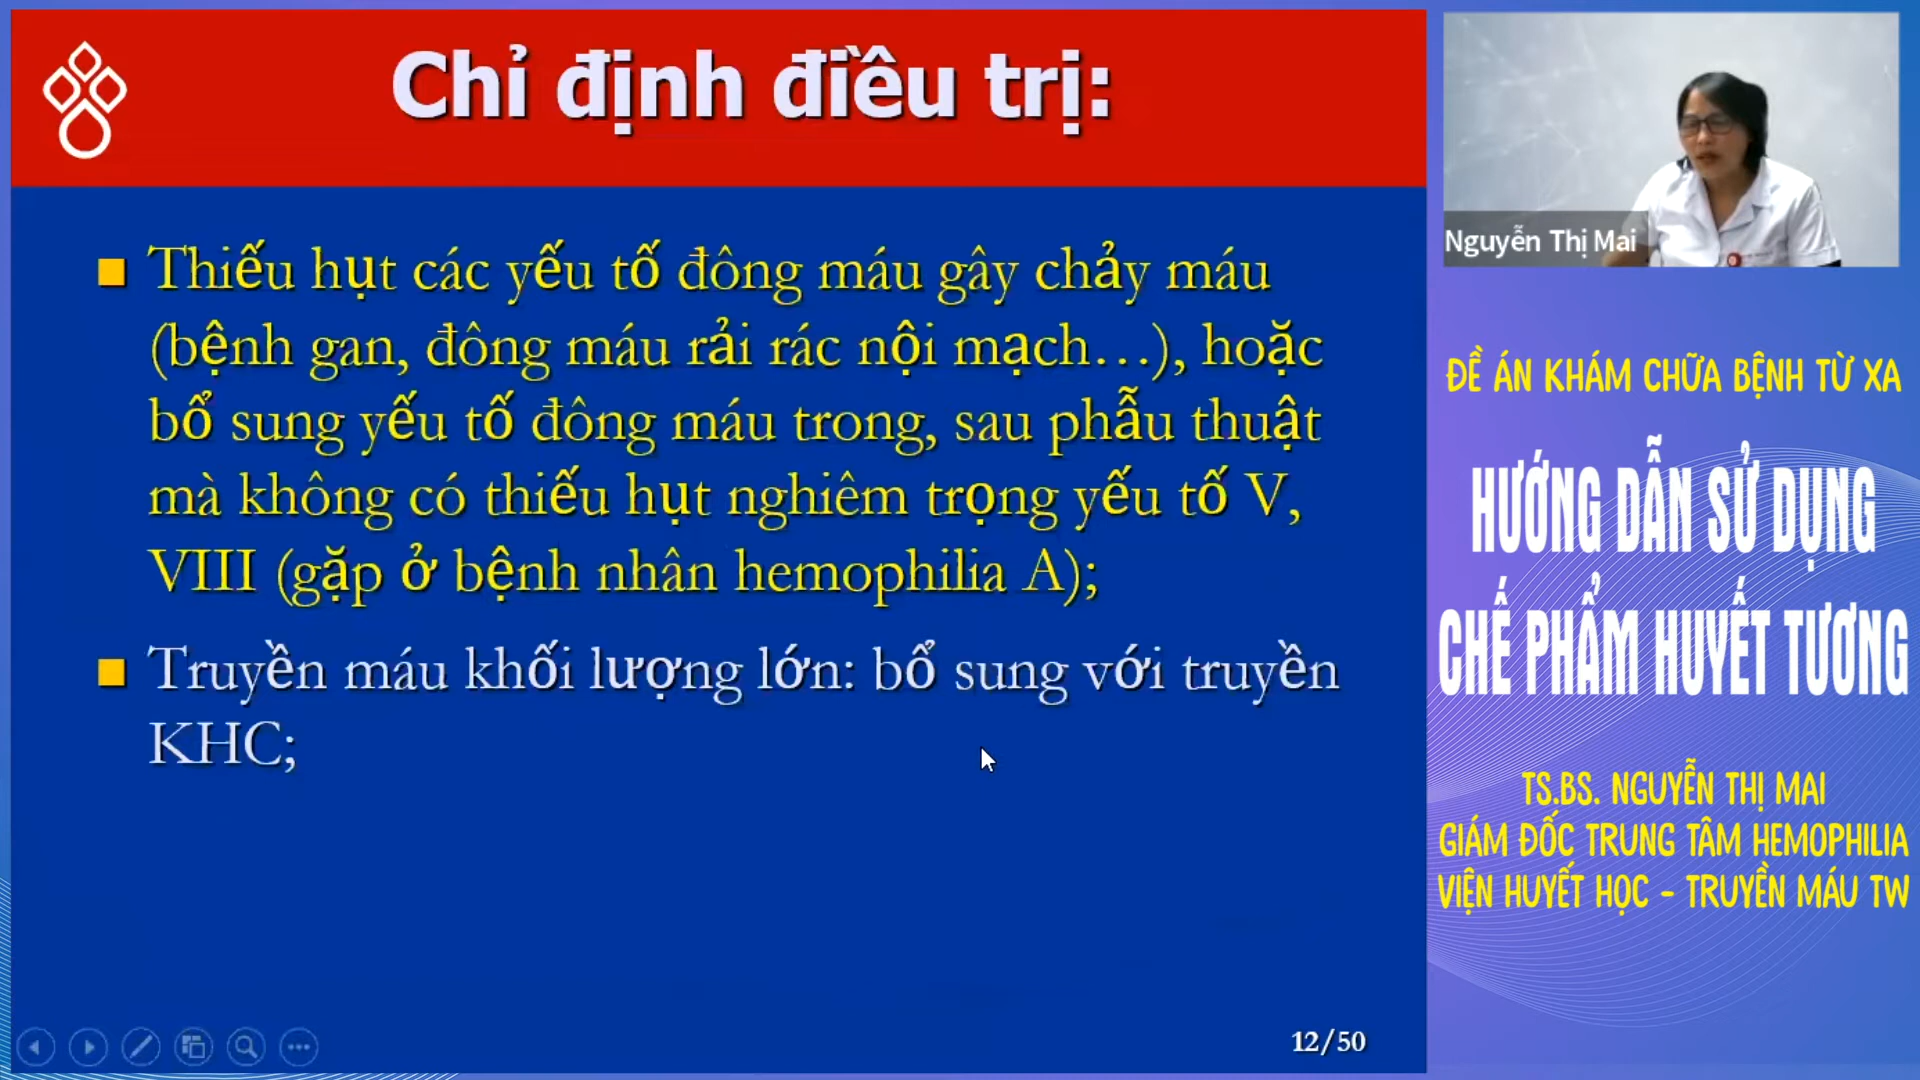 Chỉ định điều trị:
Thiếu hụt các yếu tố đông máu gây chảy máu
(bệnh gan, đông máu rải rác nội mạch…), hoặc
bổ sung yếu tố đông máu trong, sau phẫu thuật
mà không có thiếu hụt nghiêm trọng yếu tố V,
VIII (gặp ở bệnh nhân hemophilia A);
Truyền máu khối lượng lớn: bổ sung với truyền
KHC;
12/50
Nguyễn Thị Mai
ĐỀ ÁN KHÁM CHỮA BỆNH TỪ XA
HƯỚNG DẪN SỬ DỤNG
CHẾ PHẨM HUYẾT TƯƠNG
TS.BS. NGUYỄN THỊ MAI
GIÁM ĐỐC TRUNG TÂM HEMOPHILIA
VIỆN HUYẾT HỌC - TRUYỀN MÁU TW